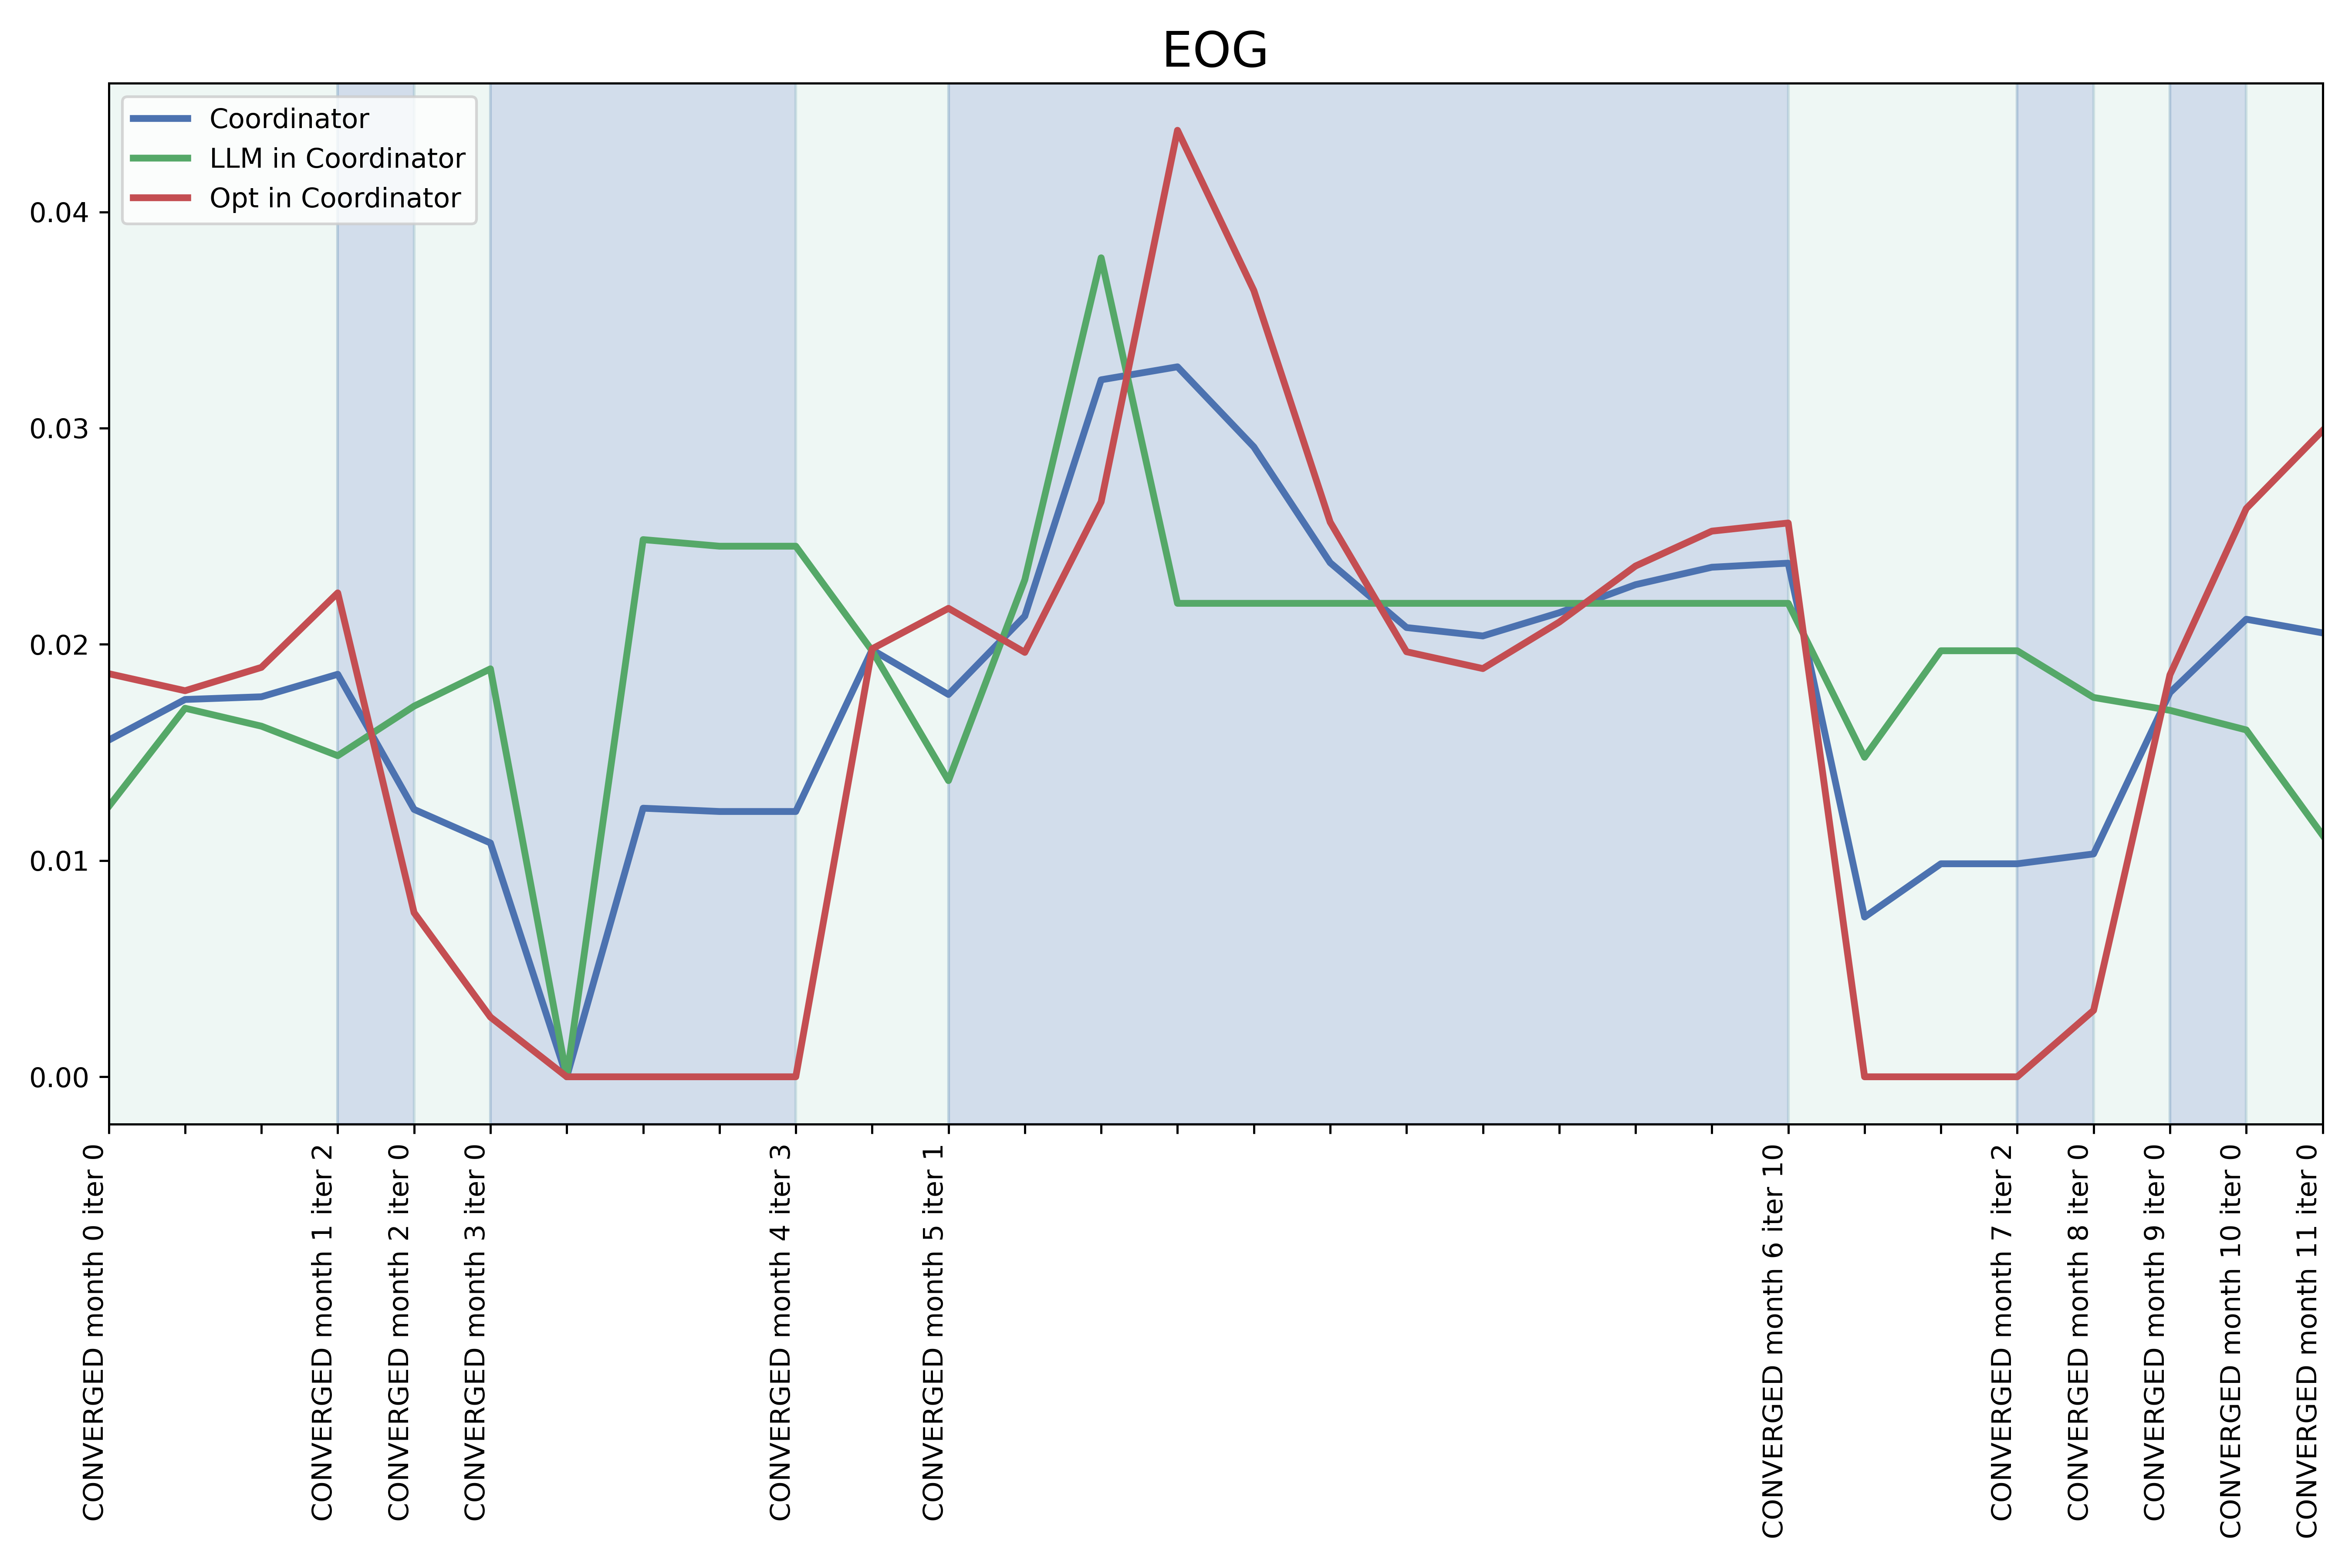 EOG
Coordinator
LLM in Coordinator
Opt in Coordinator
0.04
0.03
0.02
0.01
0.00
CONVERGED month 0 iter 0
CONVERGED month 1 iter 2
CONVERGED month 2 iter 0
CONVERGED month 3 iter 0
CONVERGED month 4 iter 3
CONVERGED month 5 iter 1
CONVERGED month 6 iter 10
CONVERGED month 7 iter 2
CONVERGED month 8 iter 0
CONVERGED month 9 iter 0
CONVERGED month 10 iter 0
CONVERGED month 11 iter 0